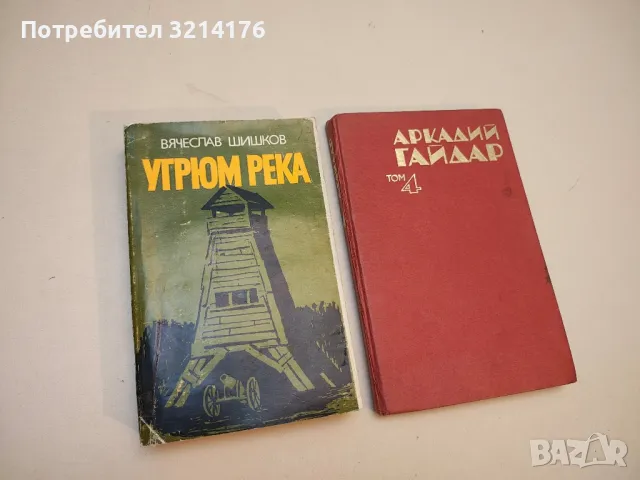 Потребител 3214176
ВЯЧЕСЛАВ ШИШКОВ
УГРЮМ РЕКА
АРКАДИЙ
ГАЙДАР
ТОМ 4
BAZAR